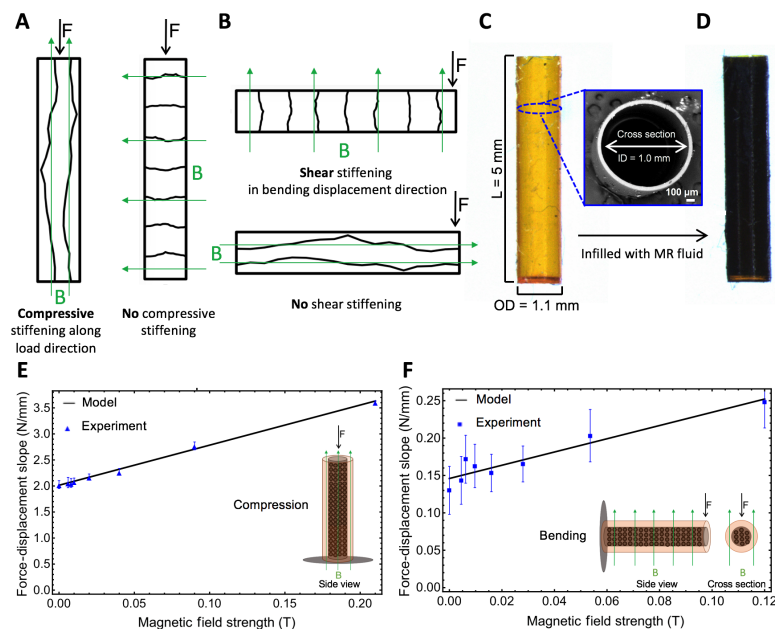 A
F
F
B
B
Compressive
stiffening along
load direction
No compressive
stiffening
B
F
B
Shear stiffening
in bending displacement direction
F
B
No shear stiffening
C
L = 5 mm
OD = 1.1 mm
Cross section
ID = 1.0 mm
100 µm
Infilled with MR fluid
D
E
Force-displacement slope (N/mm)
3.5
3.0
2.5
2.0
1.5
1.0
0.5
0.0
Model
Experiment
Compression
F
B
Side view
0.00
0.05
0.10
0.15
0.20
Magnetic field strength (T)
F
Force-displacement slope (N/mm)
0.25
0.20
0.15
0.10
0.05
0.00
Model
Experiment
Bending
F
F
B
B
Side view
Cross section
0.00
0.02
0.04
0.06
0.08
0.10
0.12
Magnetic field strength (T)